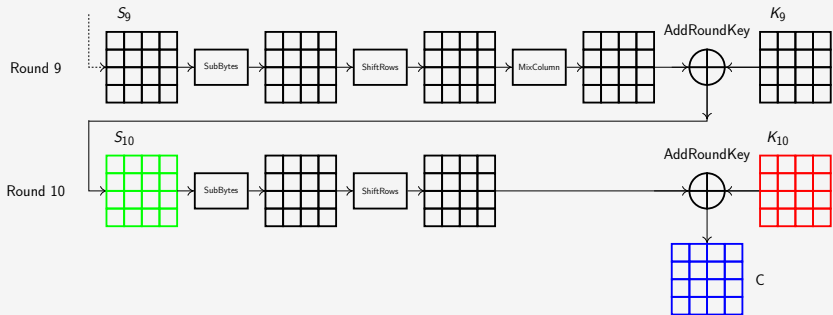 S9
K9
AddRoundKey
Round 9
SubBytes
ShiftRows
MixColumn
S10
K10
AddRoundKey
Round 10
SubBytes
ShiftRows
C